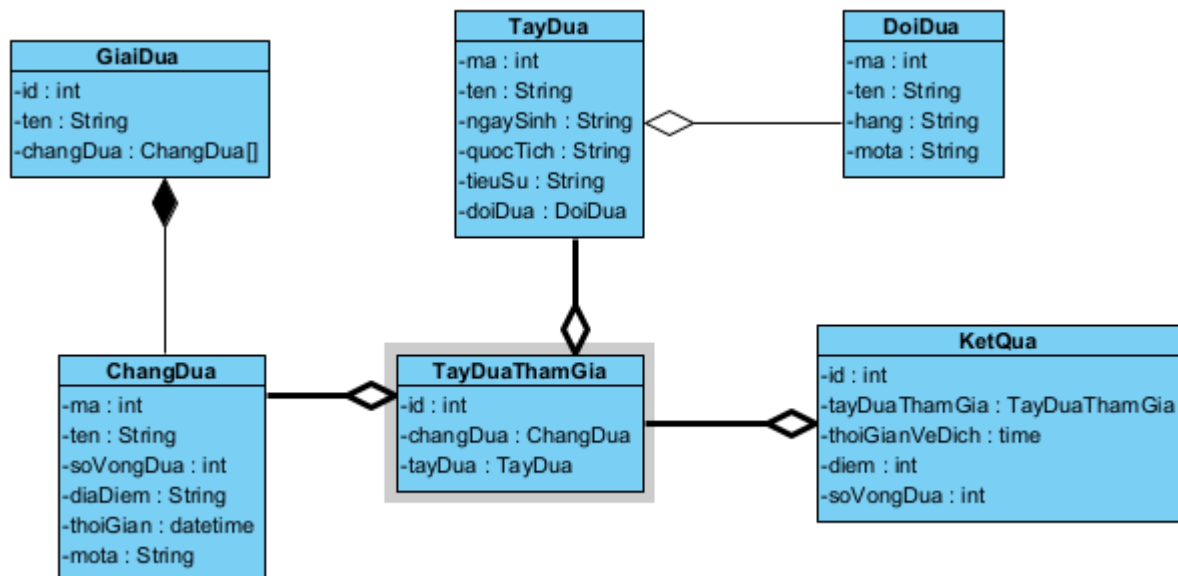 GiaiDua
-id : int
-ten : String
-changDua : ChangDua[]
TayDua
-ma : int
-ten : String
-ngaySinh : String
-quocTich : String
-tieuSu : String
-doiDua : DoiDua
DoiDua
-ma : int
-ten : String
-hang : String
-mota : String
ChangDua
-ma : int
-ten : String
-soVongDua : int
-diaDiem : String
-thoiGian : datetime
-mota : String
TayDuaThamGia
-id : int
-changDua : ChangDua
-tayDua : TayDua
KetQua
-id : int
-tayDuaThamGia : TayDuaThamGia
-thoiGianVeDich : time
-diem : int
-soVongDua : int